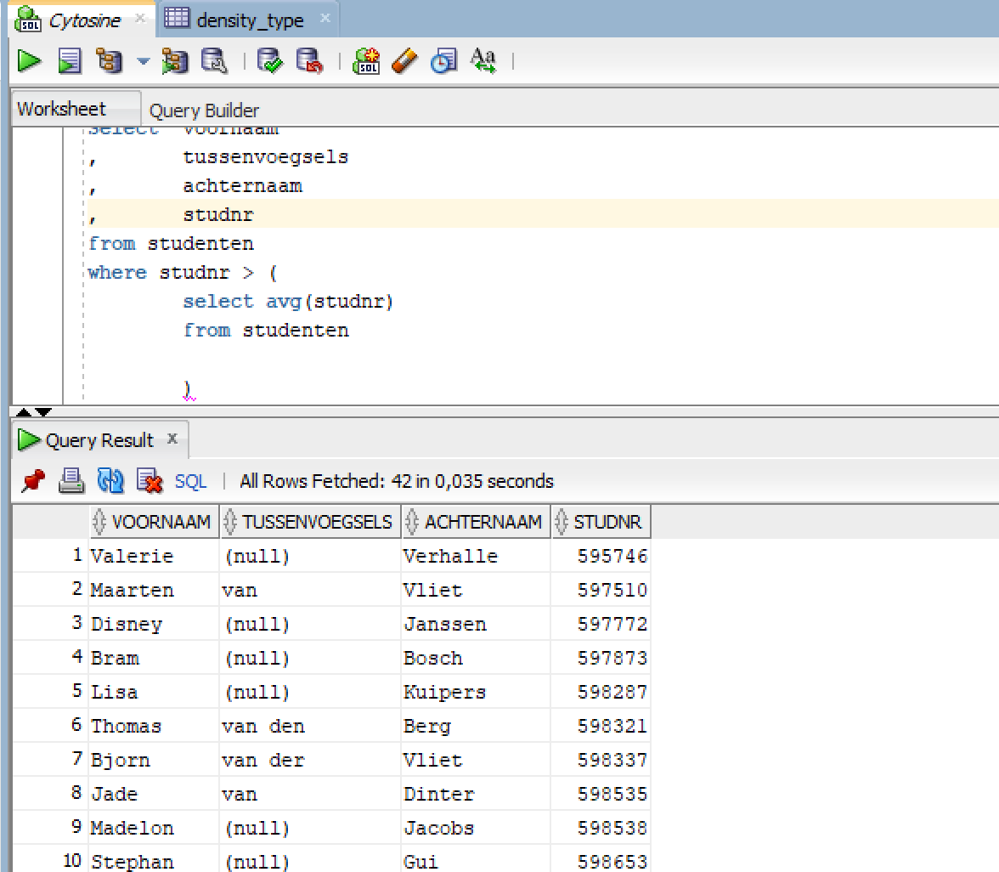 Cytosine density_type
SQL
Aa
Worksheet Query Builder
select voornaam
, tussenvoegsels
, achternaam
, studnr
from studenten
where studnr > (
select avg(studnr)
from studenten
)
Query Result x
SQL | All Rows Fetched: 42 in 0,035 seconds
VOORNAAM TUSSENVOEGSELS ACHTERNAAM STUDNR
1 Valerie (null) Verhalle 595746
2 Maarten van Vliet 597510
3 Disney (null) Janssen 597772
4 Bram (null) Bosch 597873
5 Lisa (null) Kuipers 598287
6 Thomas van den Berg 598321
7 Bjorn van der Vliet 598337
8 Jade van Dinter 598535
9 Madelon (null) Jacobs 598538
10 Stephan (null) Gui 598653